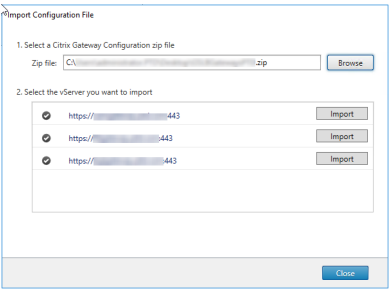 Import Configuration File
1. Select a Citrix Gateway Configuration zip file
Zip file: C:\ .zip Browse
2. Select the vServer you want to import
https:// 443 Import
https:// 443 Import
https:// 443 Import
Close